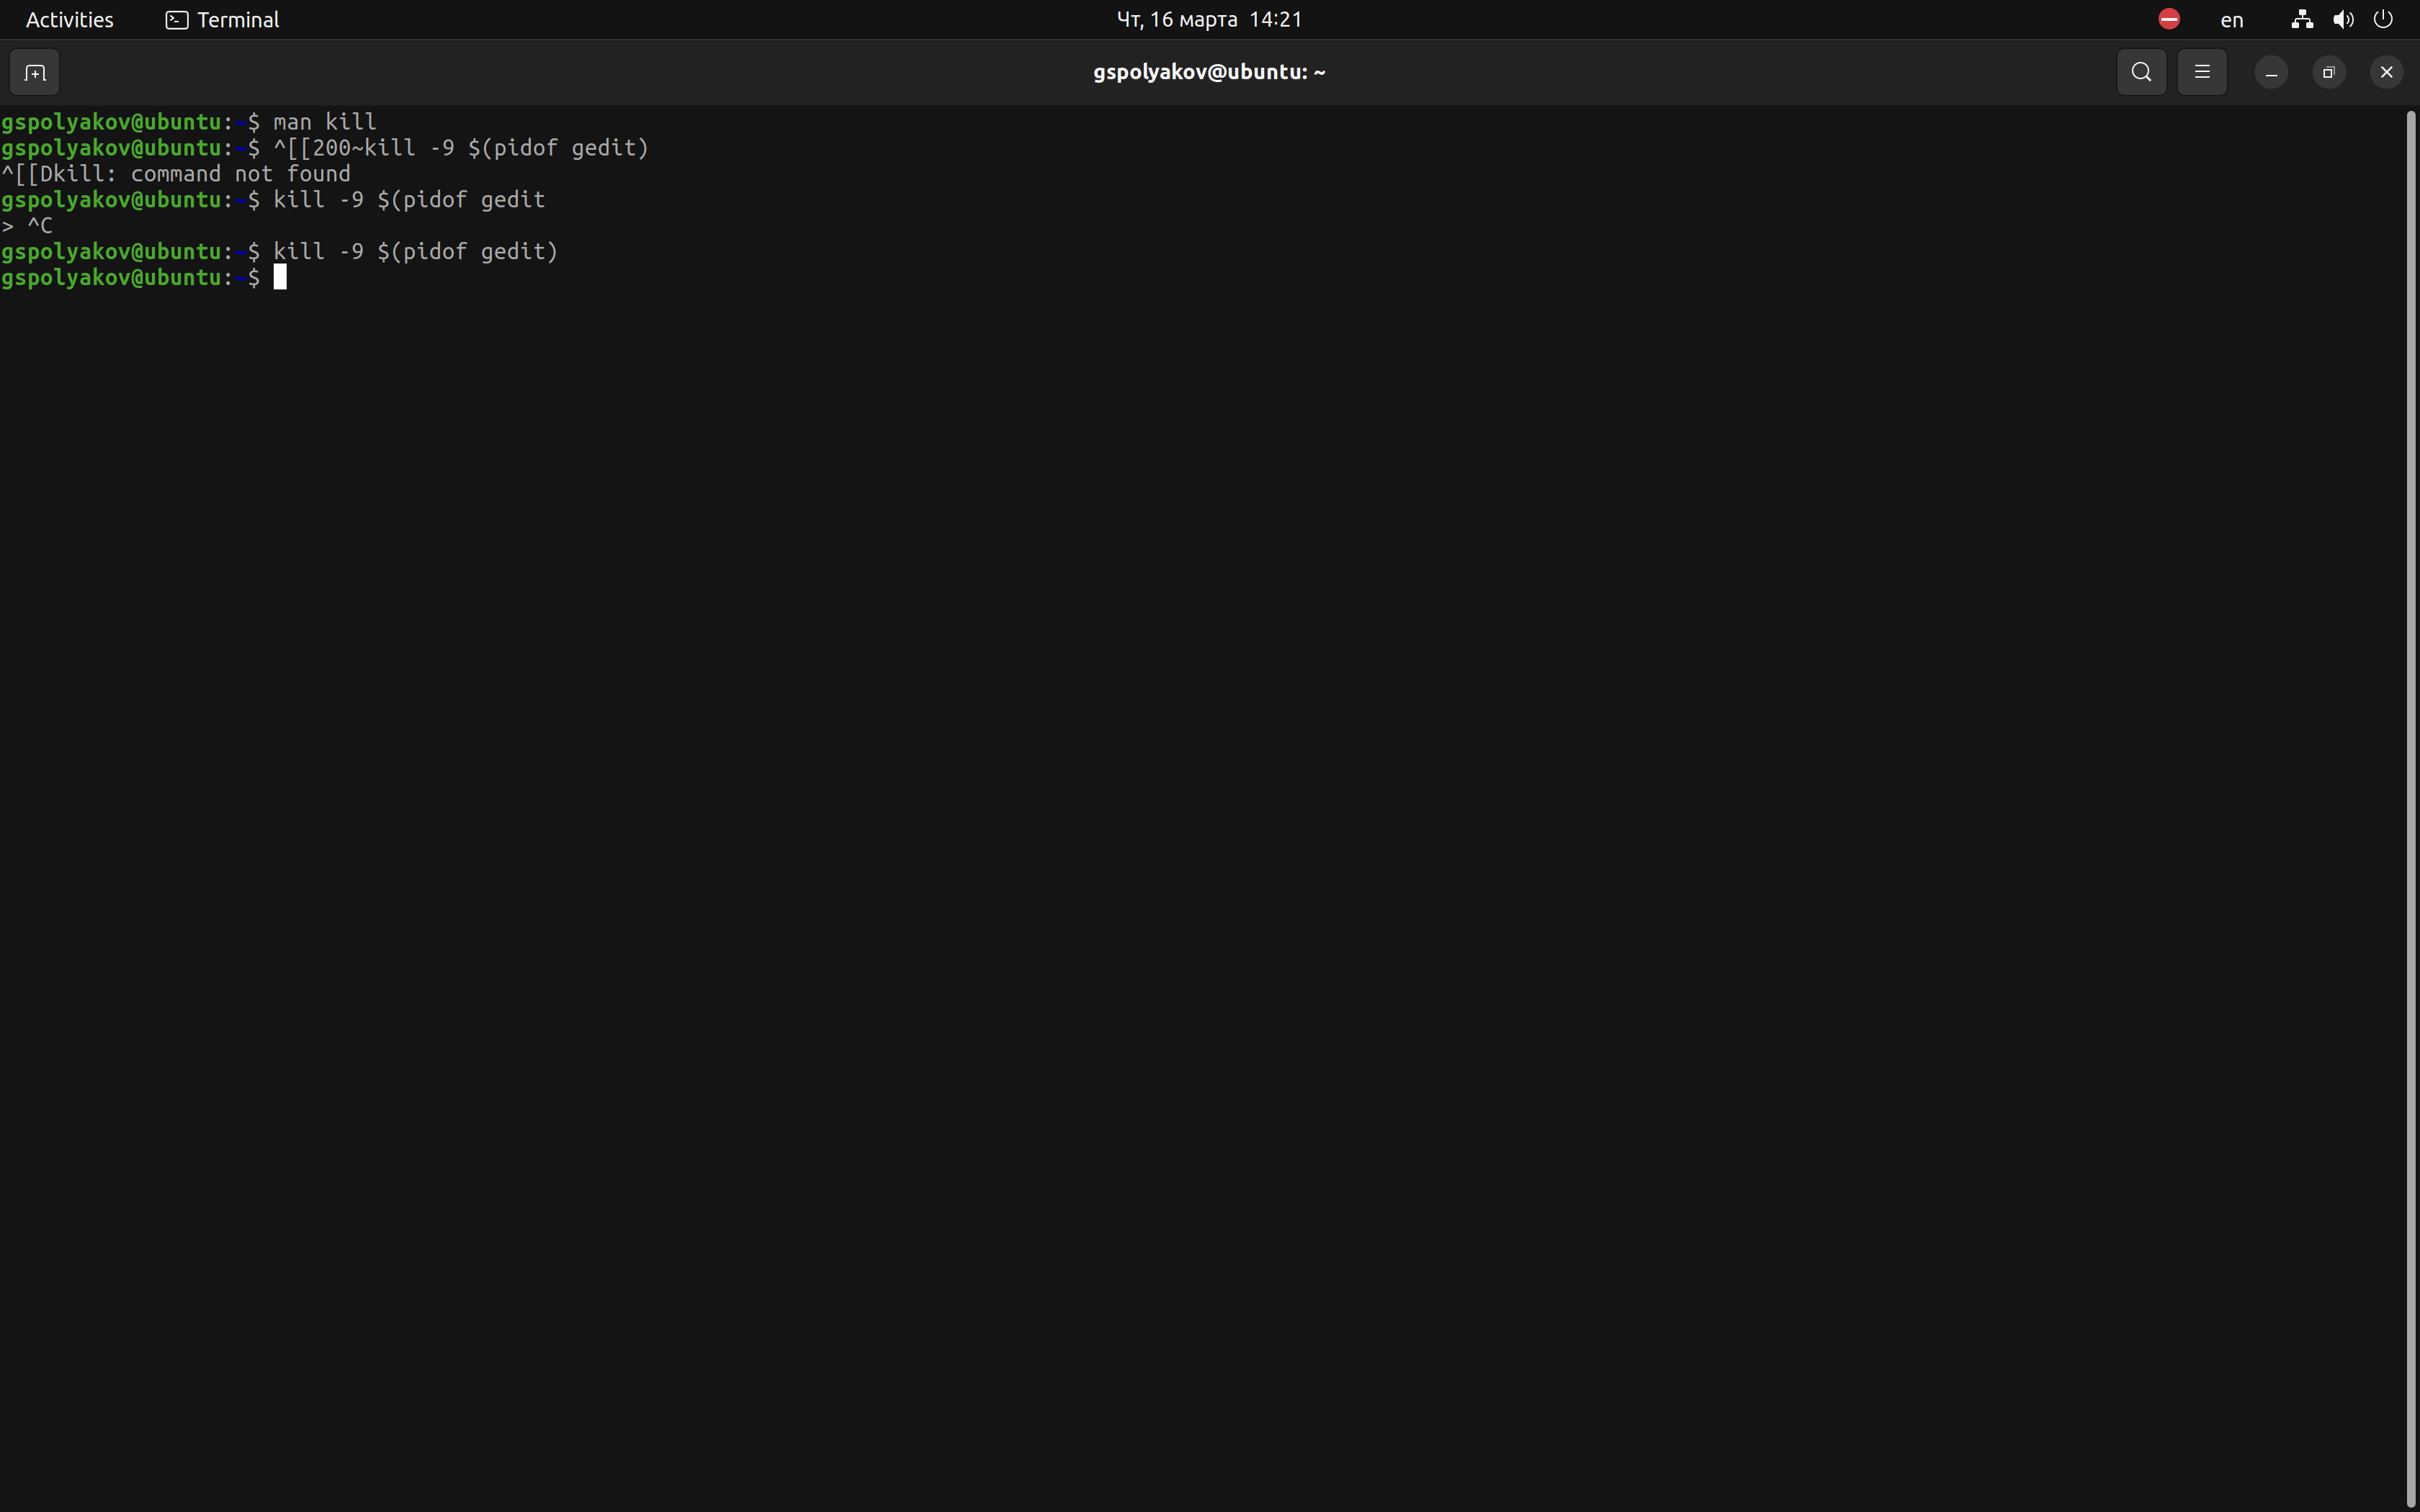 Activities Terminal Чт, 16 марта 14:21 en
gspolyakov@ubuntu: ~
gspolyakov@ubuntu:~$ man kill
gspolyakov@ubuntu:~$ ^[[200~kill -9 $(pidof gedit)
^[[Dkill: command not found
gspolyakov@ubuntu:~$ kill -9 $(pidof gedit
> ^C
gspolyakov@ubuntu:~$ kill -9 $(pidof gedit)
gspolyakov@ubuntu:~$